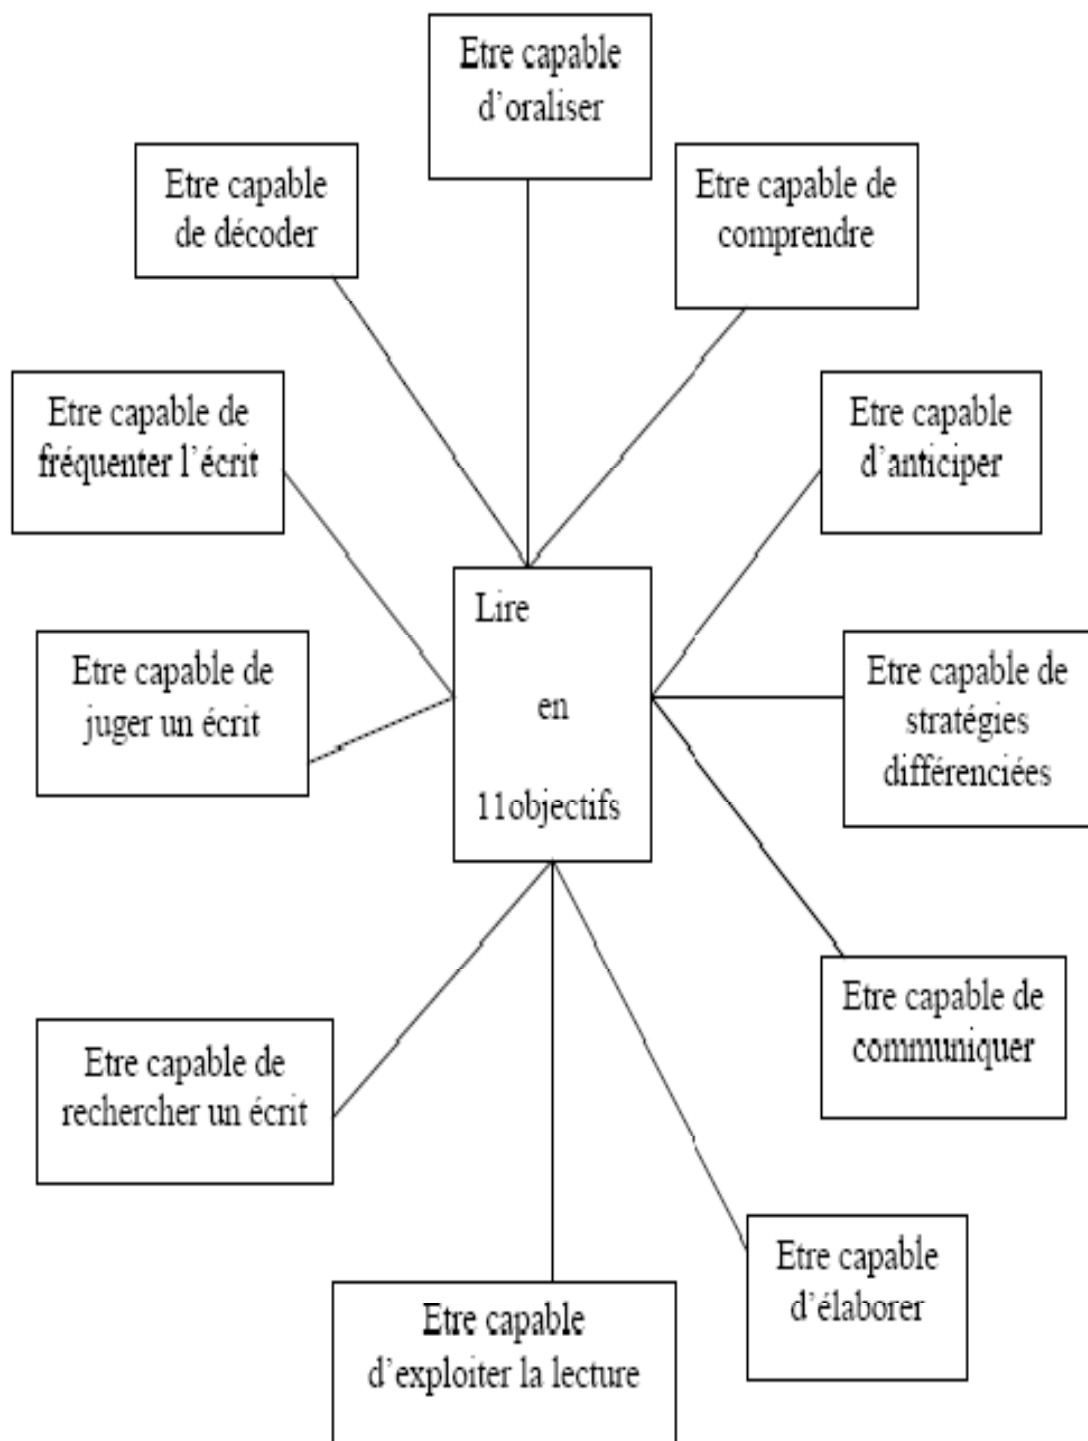 Etre capable
d'oraliser
Etre capable
de décoder
Etre capable de
comprendre
Etre capable de
fréquenter l'écrit
Etre capable
d'anticiper
Lire
en
11objectifs
Etre capable de
juger un écrit
Etre capable de
stratégies
différenciées
Etre capable de
communiquer
Etre capable de
rechercher un écrit
Etre capable
d'élaborer
Etre capable
d'exploiter la lecture